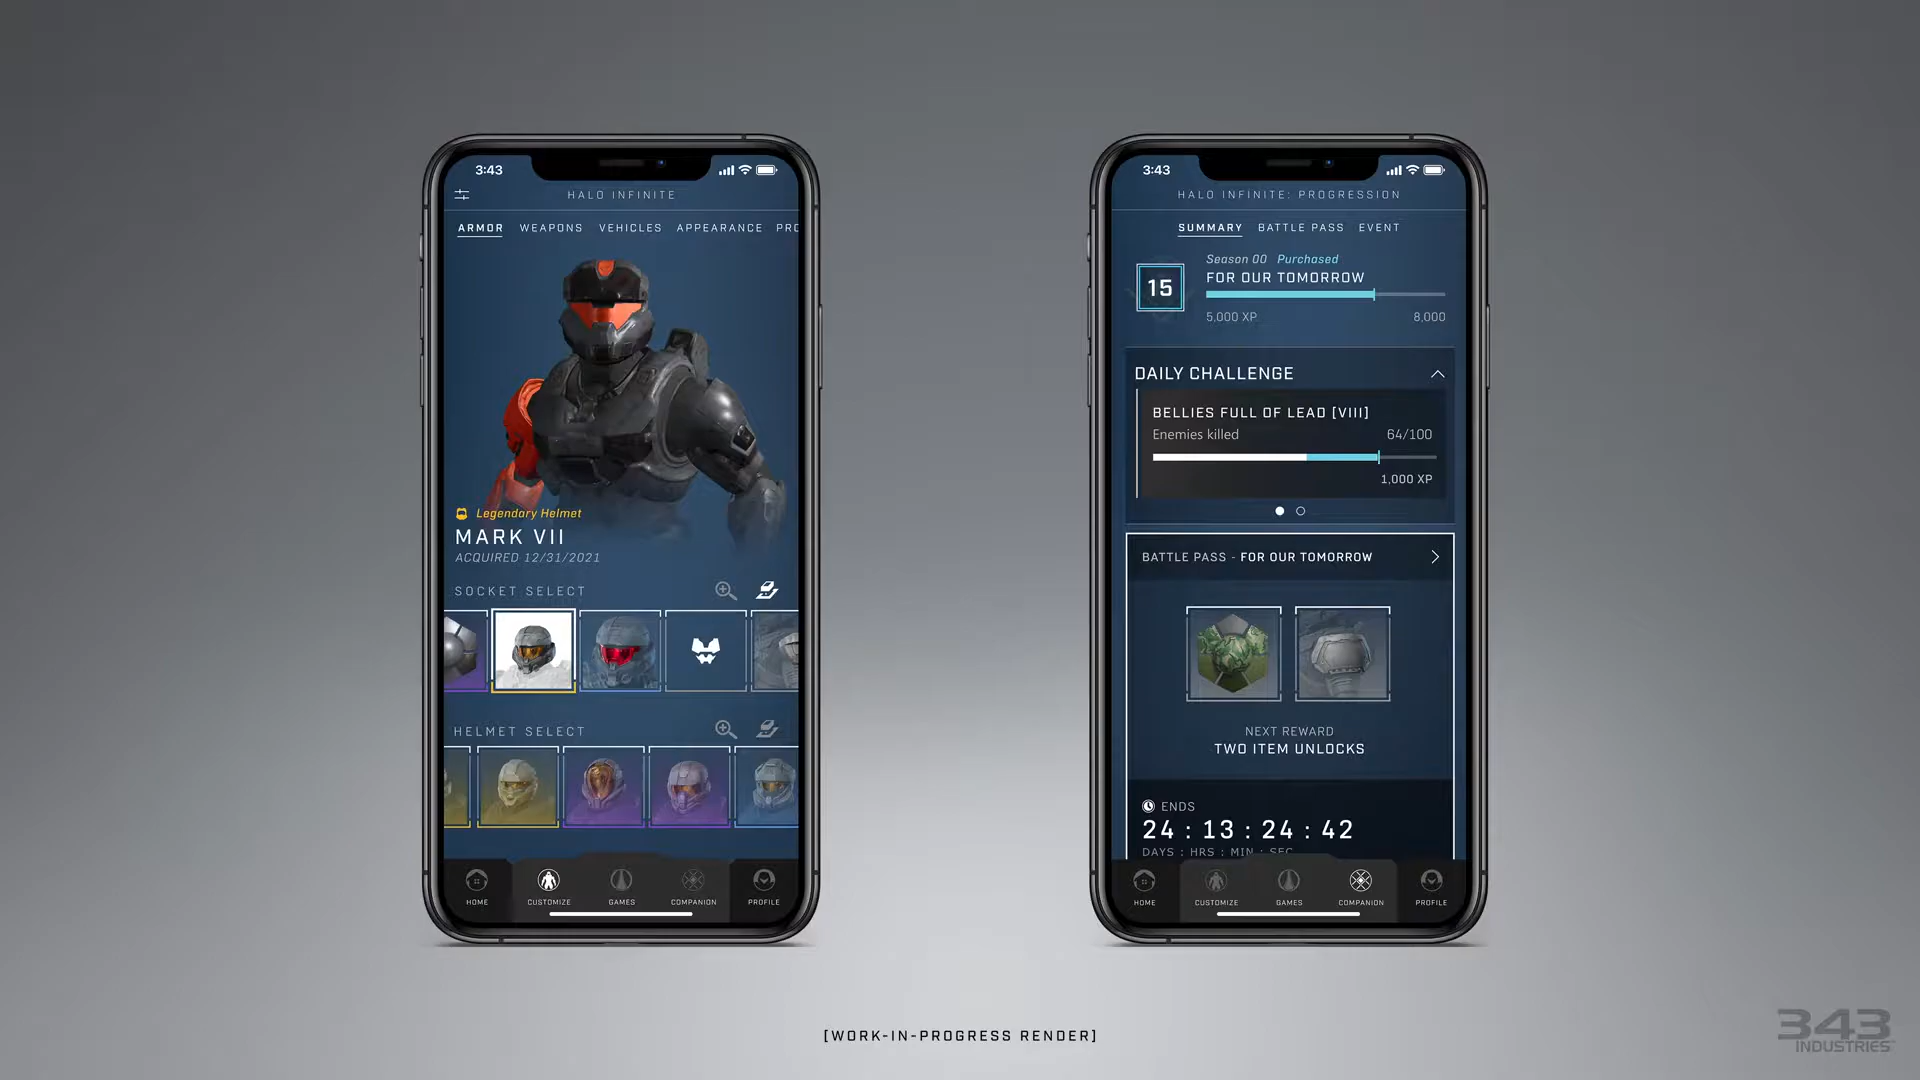 3:43
HALO INFINITE
ARMOR WEAPONS VEHICLES APPEARANCE PRO
Legendary Helmet
MARK VII
ACQUIRED 12/31/2021
SOCKET SELECT
HELMET SELECT
HOME CUSTOMIZE GAMES COMPANION PROFILE
3:43
HALO INFINITE: PROGRESSION
SUMMARY BATTLE PASS EVENT
15
Season 00 Purchased
FOR OUR TOMORROW
5,000 XP 8,000
DAILY CHALLENGE
BELLIES FULL OF LEAD [VIII]
Enemies killed 64/100
1,000 XP
BATTLE PASS - FOR OUR TOMORROW
NEXT REWARD
TWO ITEM UNLOCKS
ENDS
24 : 13 : 24 : 42
DAYS : HRS : MIN : SEC
HOME CUSTOMIZE GAMES COMPANION PROFILE
[WORK-IN-PROGRESS RENDER]
343
INDUSTRIES